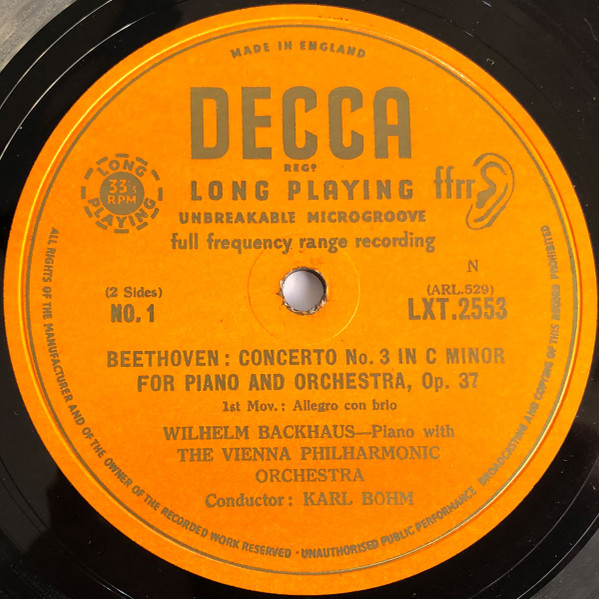 MADE IN ENGLAND
DECCA
REGD
LONG PLAYING
ffrr
UNBREAKABLE MICROGROOVE
full frequency range recording
LONG
33⅓
RPM
PLAYING
N
(2 Sides)
(ARL.529)
NO. 1
LXT.2553
BEETHOVEN : CONCERTO No. 3 IN C MINOR
FOR PIANO AND ORCHESTRA, Op. 37
1st Mov. : Allegro con brio
WILHELM BACKHAUS—Piano with
THE VIENNA PHILHARMONIC
ORCHESTRA
Conductor : KARL BOHM
ALL RIGHTS OF THE MANUFACTURER AND OF THE OWNER OF THE RECORDED WORK RESERVED · UNAUTHORISED PUBLIC PERFORMANCE BROADCASTING AND COPYING OF THIS RECORD PROHIBITED